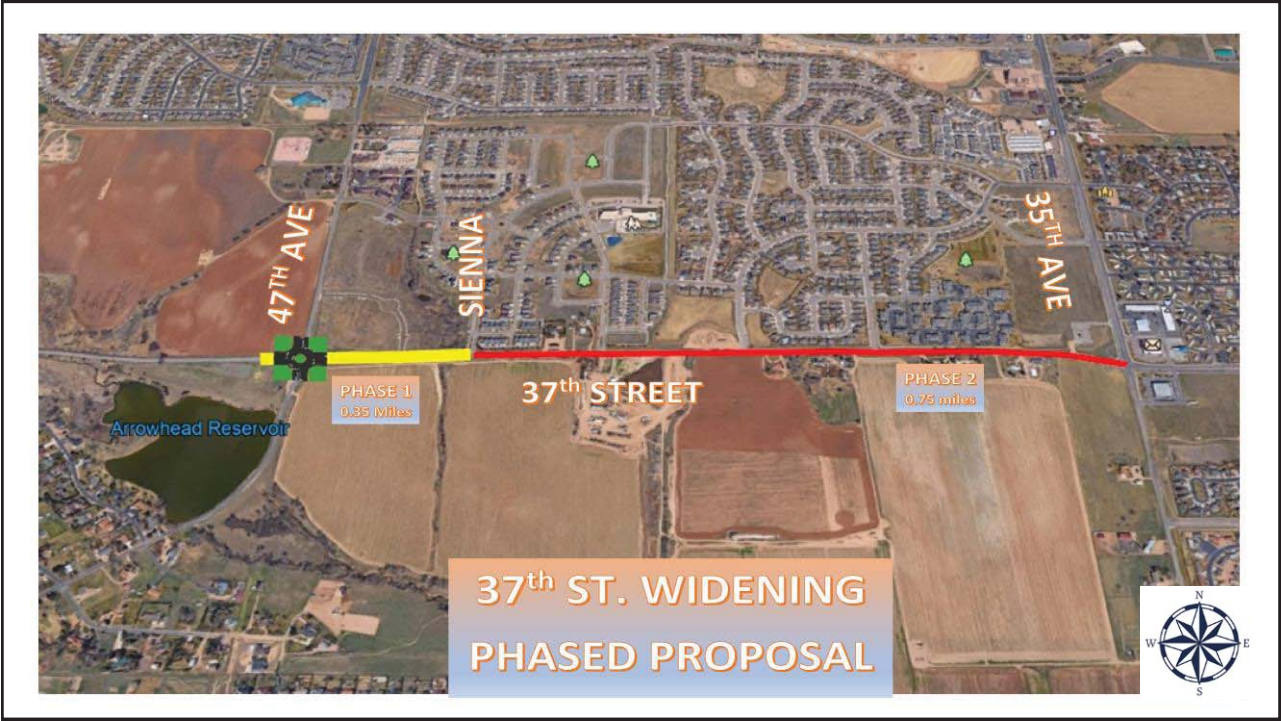 47TH AVE
SIENNA
35TH AVE
PHASE 1
0.35 Miles
37th STREET
PHASE 2
0.75 miles
Arrowhead Reservoir
37th ST. WIDENING
PHASED PROPOSAL
N
W
E
S